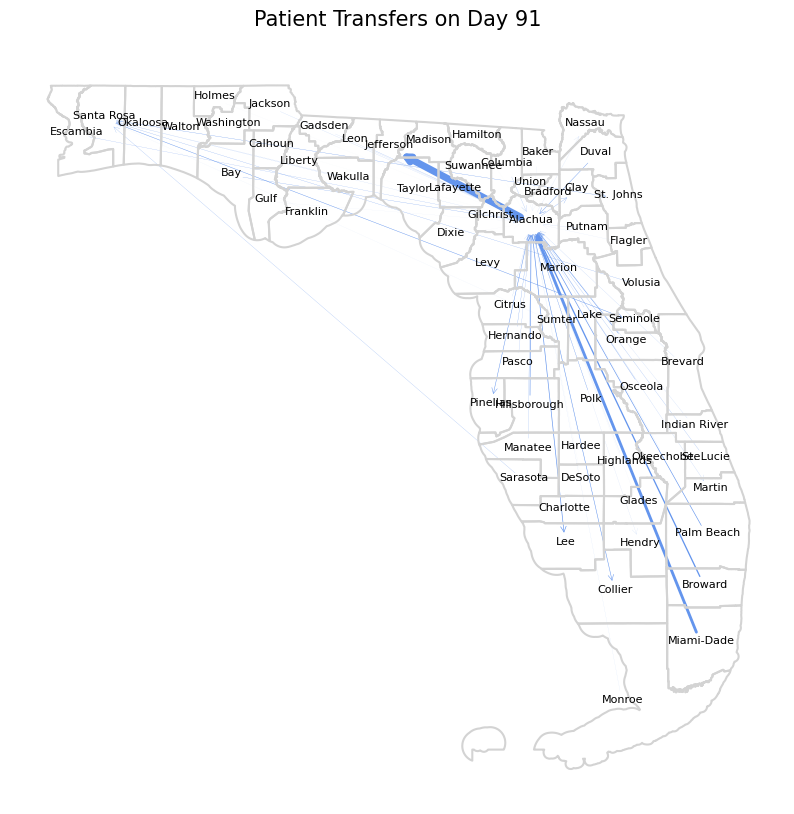 Patient Transfers on Day 91
Holmes
Jackson
Santa Rosa
Okaloosa
Walton
Washington
Escambia
Gadsden
Calhoun
Leon
Jefferson
Madison
Hamilton
Nassau
Baker
Duval
Bay
Liberty
Wakulla
Suwannee
Columbia
Union
Bradford
Clay
St. Johns
Gulf
Franklin
Taylor
Lafayette
Gilchrist
Alachua
Putnam
Dixie
Flagler
Levy
Marion
Volusia
Citrus
Sumter
Lake
Seminole
Hernando
Orange
Pasco
Brevard
Osceola
Pinellas
Hillsborough
Polk
Indian River
Manatee
Hardee
Highlands
Okeechobee
St. Lucie
Sarasota
DeSoto
Martin
Charlotte
Glades
Palm Beach
Lee
Hendry
Collier
Broward
Miami-Dade
Monroe